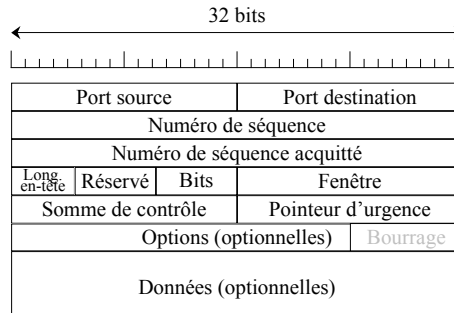 32 bits
Port source Port destination
Numéro de séquence
Numéro de séquence acquitté
Long.
en-tête Réservé Bits Fenêtre
Somme de contrôle Pointeur d'urgence
Options (optionnelles) Bourrage
Données (optionnelles)